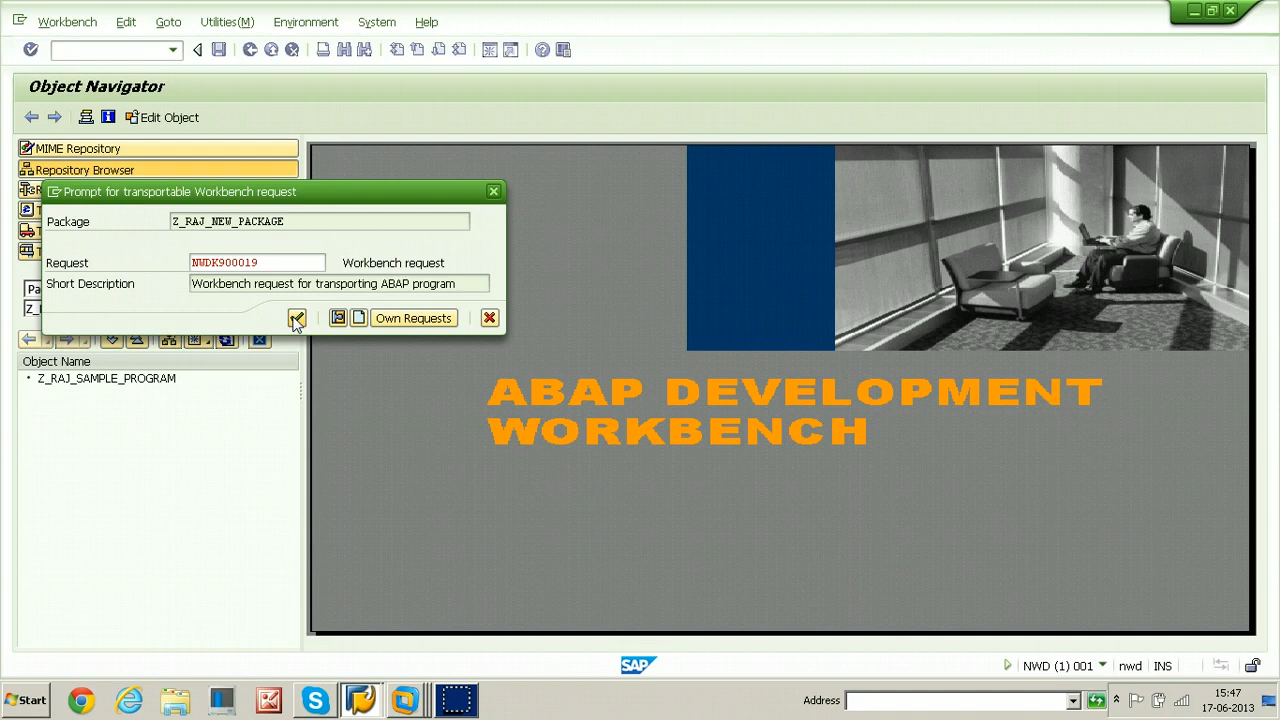 Workbench Edit Goto Utilities(M) Environment System Help
Object Navigator
Edit Object
MIME Repository
Repository Browser
Prompt for transportable Workbench request
Package Z_RAJ_NEW_PACKAGE
Request NWDK900019 Workbench request
Short Description Workbench request for transporting ABAP program
Own Requests
Object Name
Z_RAJ_SAMPLE_PROGRAM
ABAP DEVELOPMENT
WORKBENCH
SAP
NWD (1) 001 nwd INS
Start
Address
15:47
17-06-2013